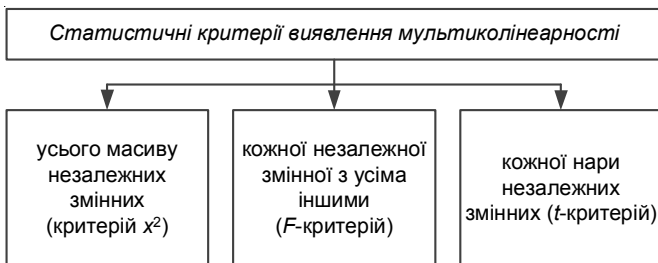 Статистичні критерії виявлення мультиколінеарності
усього масиву
незалежних
змінних
(критерій x²)
кожної незалежної
змінної з усіма
іншими
(F-критерій)
кожної нари
незалежних
змінних (t-критерій)